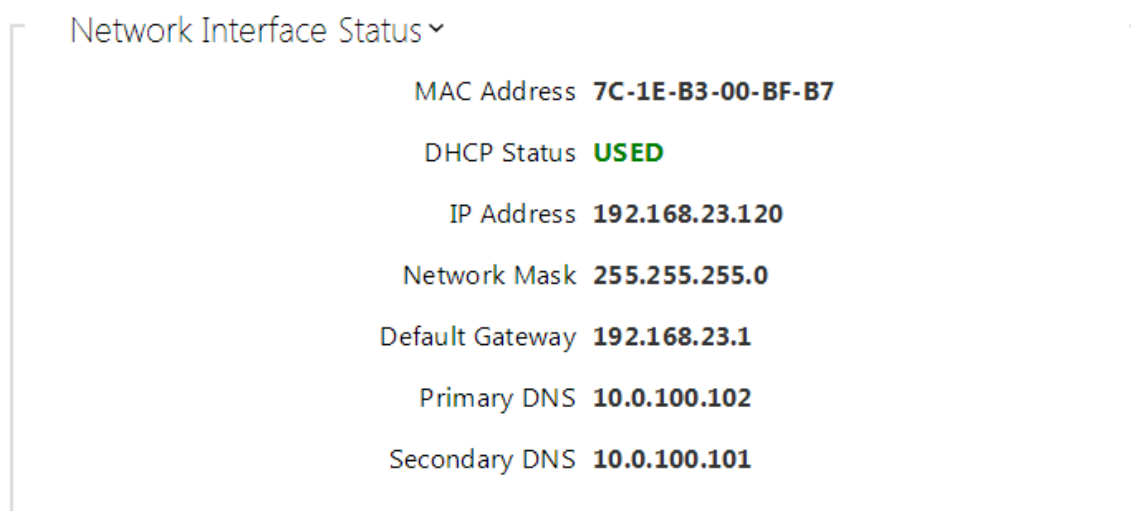 Network Interface Status
MAC Address 7C-1E-B3-00-BF-B7
DHCP Status USED
IP Address 192.168.23.120
Network Mask 255.255.255.0
Default Gateway 192.168.23.1
Primary DNS 10.0.100.102
Secondary DNS 10.0.100.101